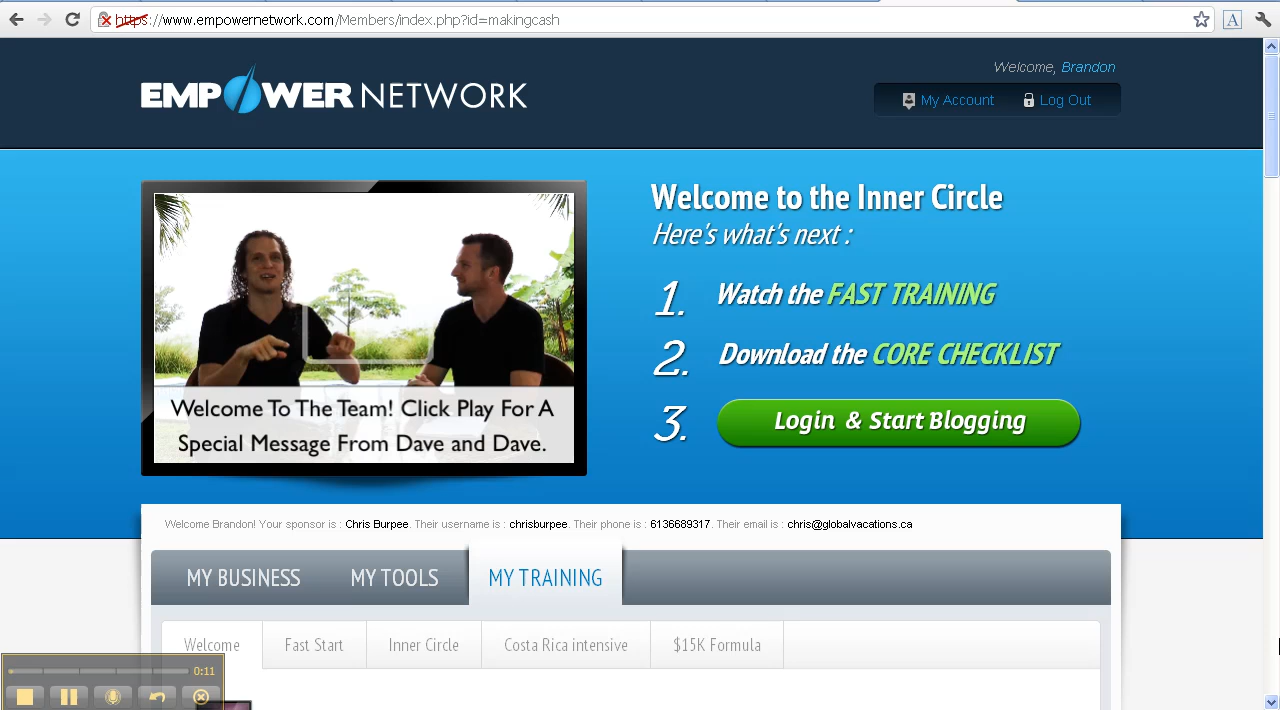 https://www.empowernetwork.com/Members/index.php?id=makingcash
Welcome, Brandon
EMPOWER NETWORK
My Account Log Out
Welcome to the Inner Circle
Here's what's next :
1. Watch the FAST TRAINING
2. Download the CORE CHECKLIST
3. Login & Start Blogging
Welcome To The Team! Click Play For A
Special Message From Dave and Dave.
Welcome Brandon! Your sponsor is : Chris Burpee. Their username is : chrisburpee. Their phone is : 6136689317. Their email is : chris@globalvacations.ca
MY BUSINESS MY TOOLS MY TRAINING
Welcome Fast Start Inner Circle Costa Rica intensive $15K Formula
0:11